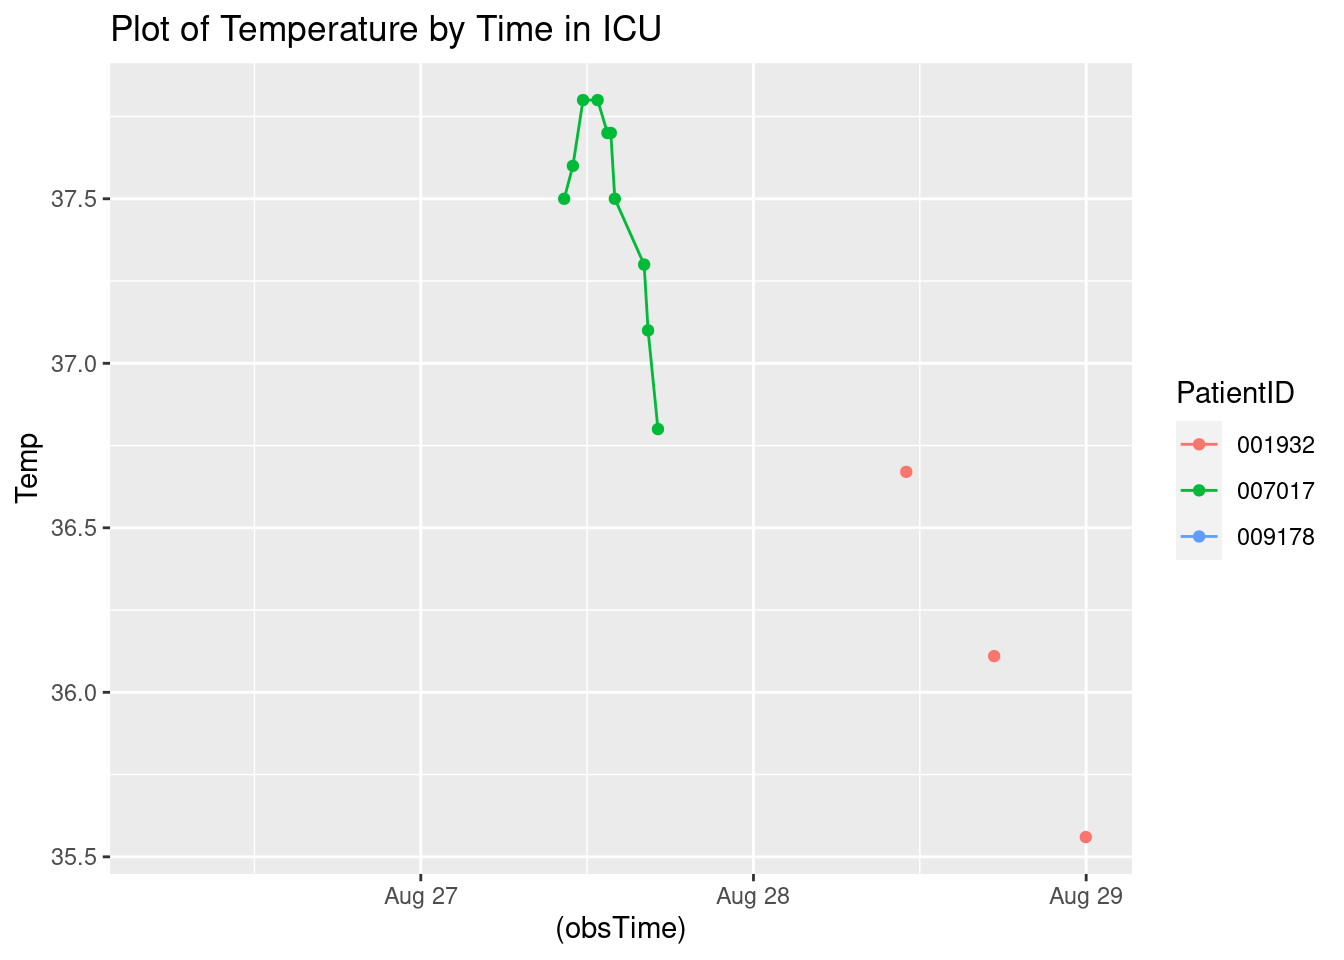 Plot of Temperature by Time in ICU
37.5
37.0
36.5
36.0
35.5
Temp
Aug 27
Aug 28
Aug 29
(obsTime)
PatientID
001932
007017
009178